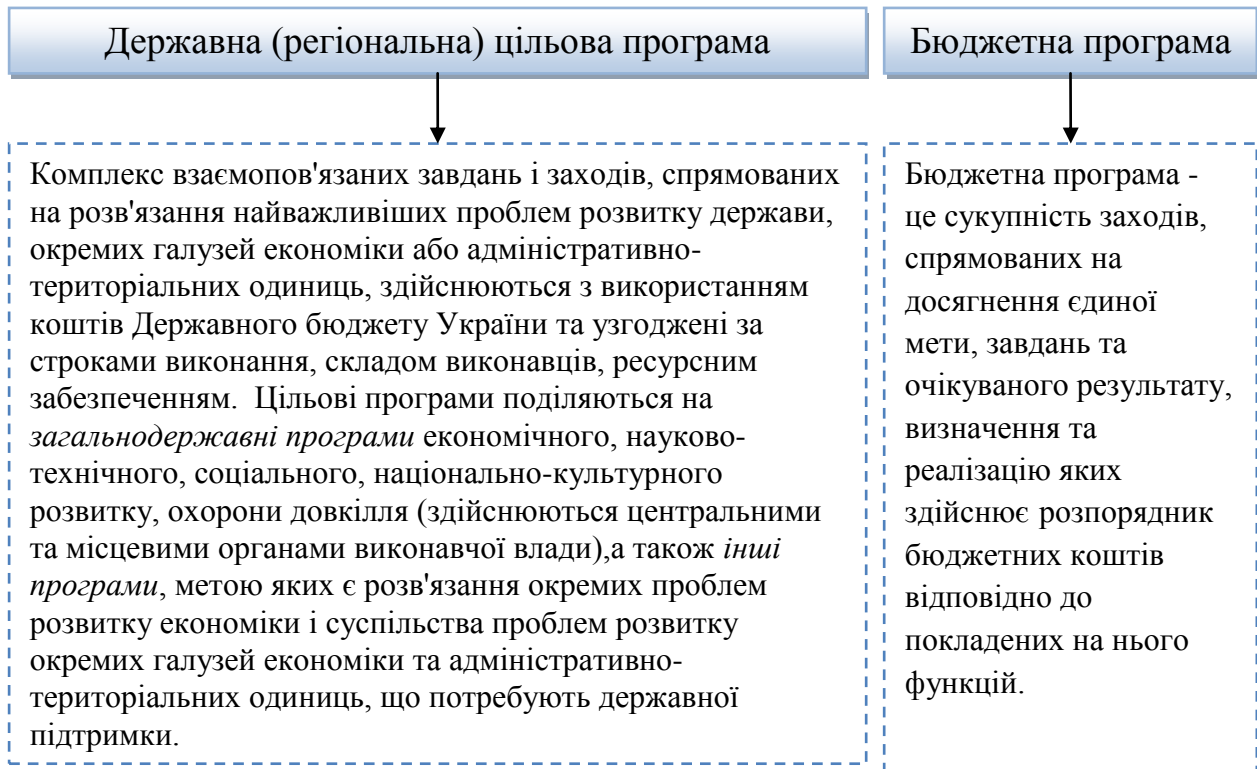 Державна (регіональна) цільова програма
Комплекс взаємопов'язаних завдань і заходів, спрямованих
на розв'язання найважливіших проблем розвитку держави,
окремих галузей економіки або адміністративно-
територіальних одиниць, здійснюються з використанням
коштів Державного бюджету України та узгоджені за
строками виконання, складом виконавців, ресурсним
забезпеченням. Цільові програми поділяються на
загальнодержавні програми економічного, науково-
технічного, соціального, національно-культурного
розвитку, охорони довкілля (здійснюються центральними
та місцевими органами виконавчої влади),а також інші
програми, метою яких є розв'язання окремих проблем
розвитку економіки і суспільства проблем розвитку
окремих галузей економіки та адміністративно-
територіальних одиниць, що потребують державної
підтримки.
Бюджетна програма
Бюджетна програма -
це сукупність заходів,
спрямованих на
досягнення єдиної
мети, завдань та
очікуваного результату,
визначення та
реалізацію яких
здійснює розпорядник
бюджетних коштів
відповідно до
покладених на нього
функцій.